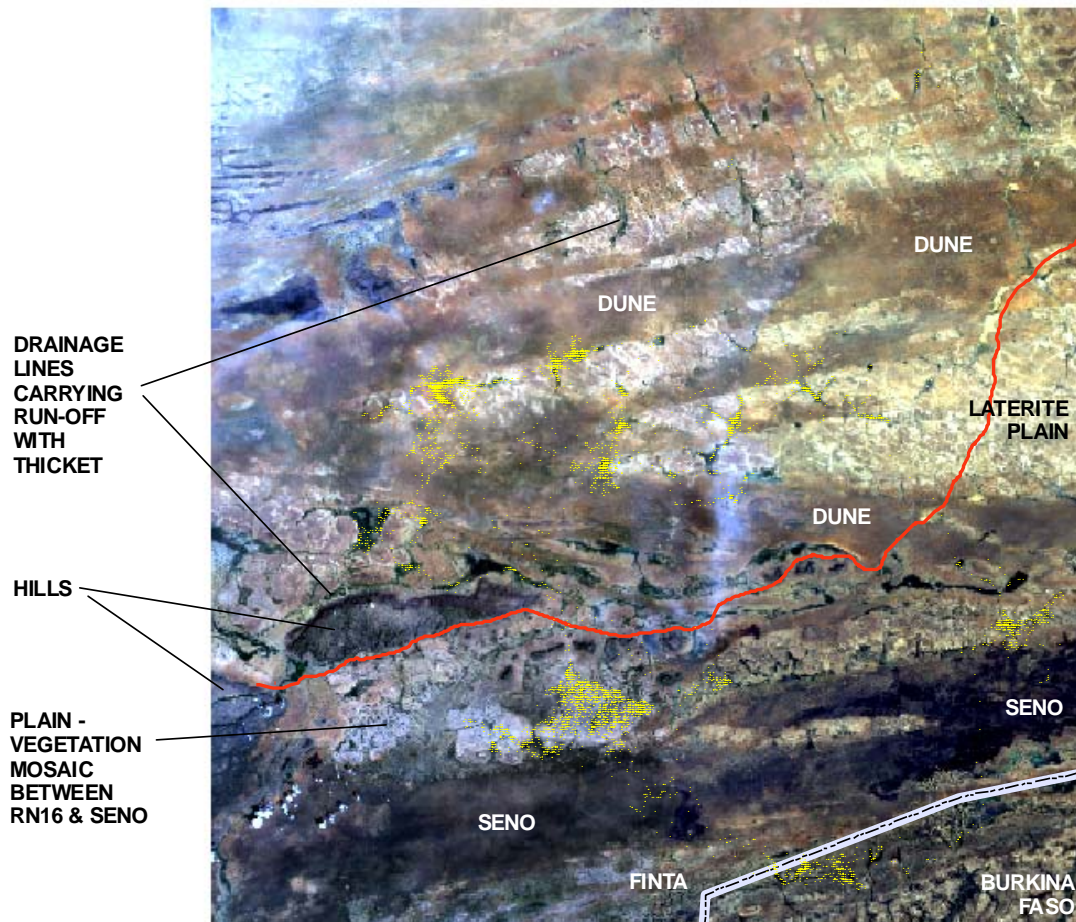 DUNE
DUNE
DRAINAGE
LINES
CARRYING
RUN-OFF
WITH
THICKET
LATERITE
PLAIN
DUNE
HILLS
PLAIN -
VEGETATION
MOSAIC
BETWEEN
RN16 & SENO
SENO
SENO
FINTA
BURKINA
FASO